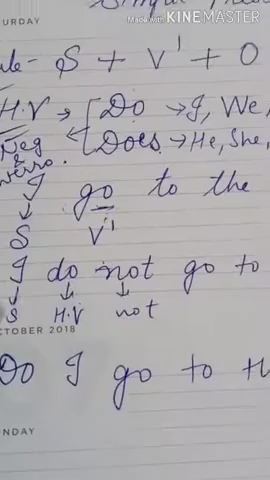 TURDAY
Made with KINEMASTER
S + V¹ + O
H.V → Do → I, We,
Neg Does → He, She,
&
I go to the
S V¹
I do not go to
S H.V not
CTOBER 2018
Do I go to th
NDAY